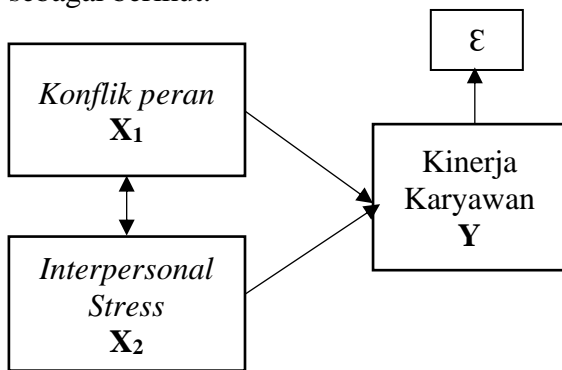 sebagai berikut:
ε
Konflik peran
X1
Kinerja
Karyawan
Y
Interpersonal
Stress
X2